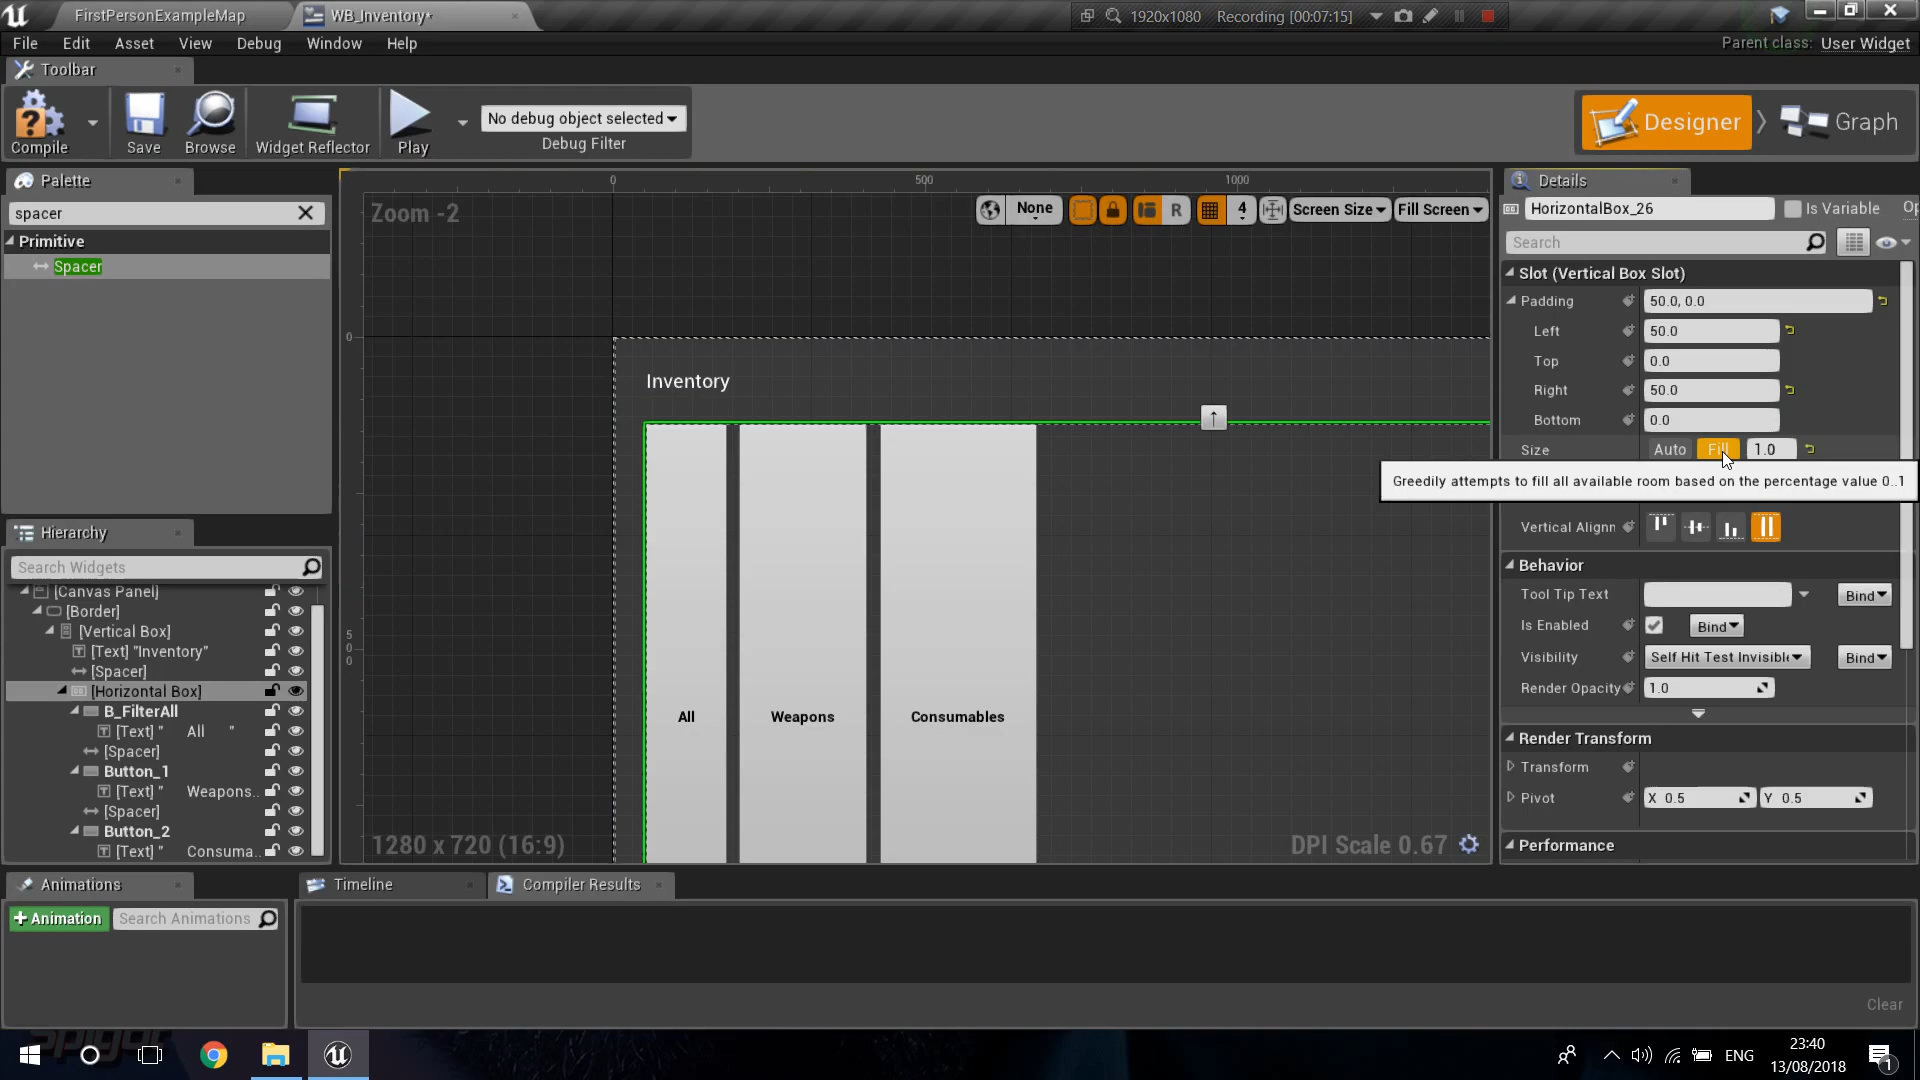 FirstPersonExampleMap
WB_Inventory*
1920x1080 Recording [00:07:15]
File Edit Asset View Debug Window Help
Parent class: User Widget
Toolbar
Compile
Save
Browse
Widget Reflector
Play
No debug object selected
Debug Filter
Designer
Graph
Palette
spacer
Primitive
Spacer
Hierarchy
Search Widgets
[Canvas Panel]
[Border]
[Vertical Box]
[Text] "Inventory"
[Spacer]
[Horizontal Box]
B_FilterAll
[Text] " All "
[Spacer]
Button_1
[Text] " Weapons..
[Spacer]
Button_2
[Text] " Consuma..
0 500 1000
Zoom -2
None
R
4
Screen Size
Fill Screen
0
5
0
0
Inventory
All
Weapons
Consumables
1280 x 720 (16:9)
DPI Scale 0.67
Details
HorizontalBox_26
Is Variable
Op
Search
Slot (Vertical Box Slot)
Padding 50.0, 0.0
Left 50.0
Top 0.0
Right 50.0
Bottom 0.0
Size Auto Fill 1.0
Greedily attempts to fill all available room based on the percentage value 0..1
Vertical Alignn
Behavior
Tool Tip Text
Bind
Is Enabled
Bind
Visibility Self Hit Test Invisible
Bind
Render Opacity 1.0
Render Transform
Transform
Pivot X 0.5 Y 0.5
Performance
Animations
+Animation
Search Animations
Timeline
Compiler Results
Clear
ENG
23:40
13/08/2018
1